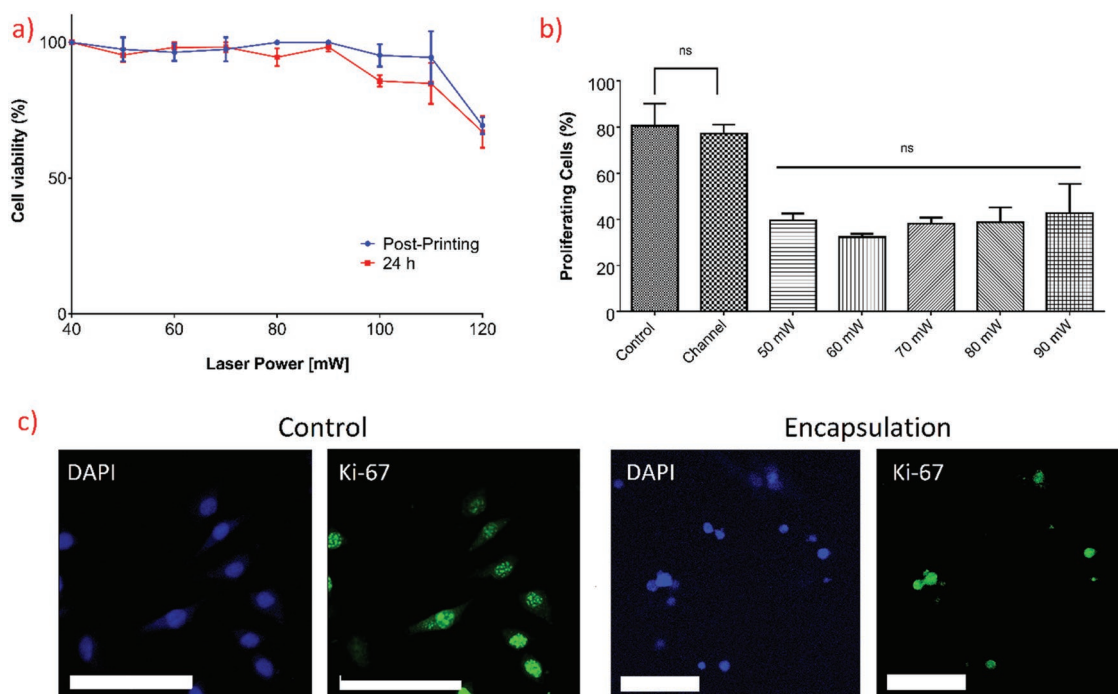 a)
100
50
0
40
60
80
100
120
Cell viability (%)
Laser Power [mW]
Post-Printing
24 h
b)
ns
ns
100
80
60
40
20
0
Proliferating Cells (%)
Control
Channel
50 mW
60 mW
70 mW
80 mW
90 mW
c)
Control
Encapsulation
DAPI
Ki-67
DAPI
Ki-67